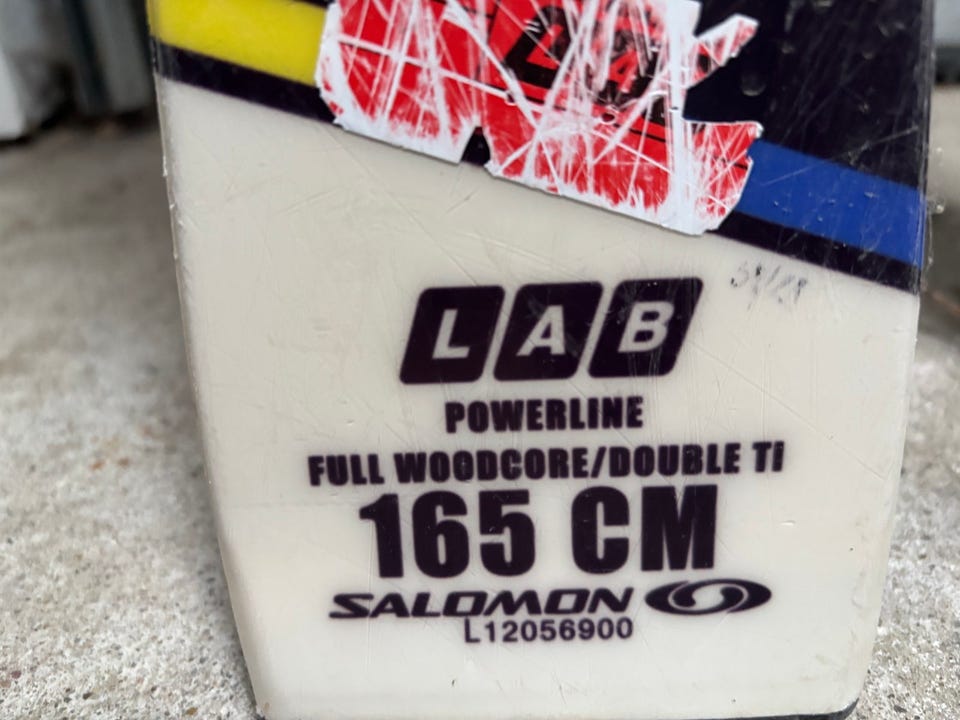 LAB
POWERLINE
FULL WOODCORE/DOUBLE Ti
165 CM
SALOMON
L12056900